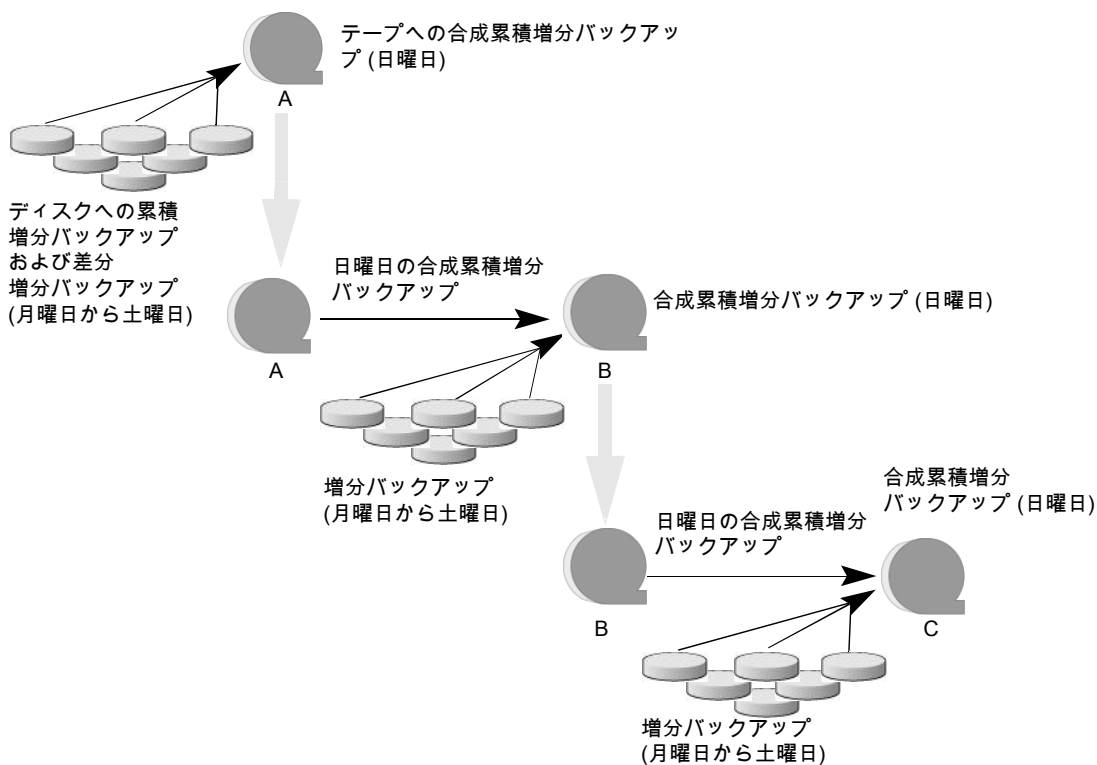 テープへの合成累積増分バックアッ
プ (日曜日)
A
ディスクへの累積
増分バックアップ
および差分
増分バックアップ
(月曜日から土曜日)
日曜日の合成累積増分
バックアップ
合成累積増分バックアップ (日曜日)
A
B
増分バックアップ
(月曜日から土曜日)
合成累積増分
バックアップ (日曜日)
日曜日の合成累積増分
バックアップ
B
C
増分バックアップ
(月曜日から土曜日)